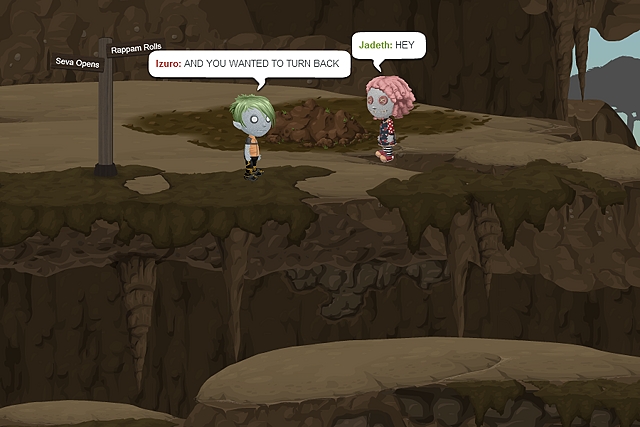 Rappam Rolls
Seva Opens
Izuro: AND YOU WANTED TO TURN BACK
Jadeth: HEY